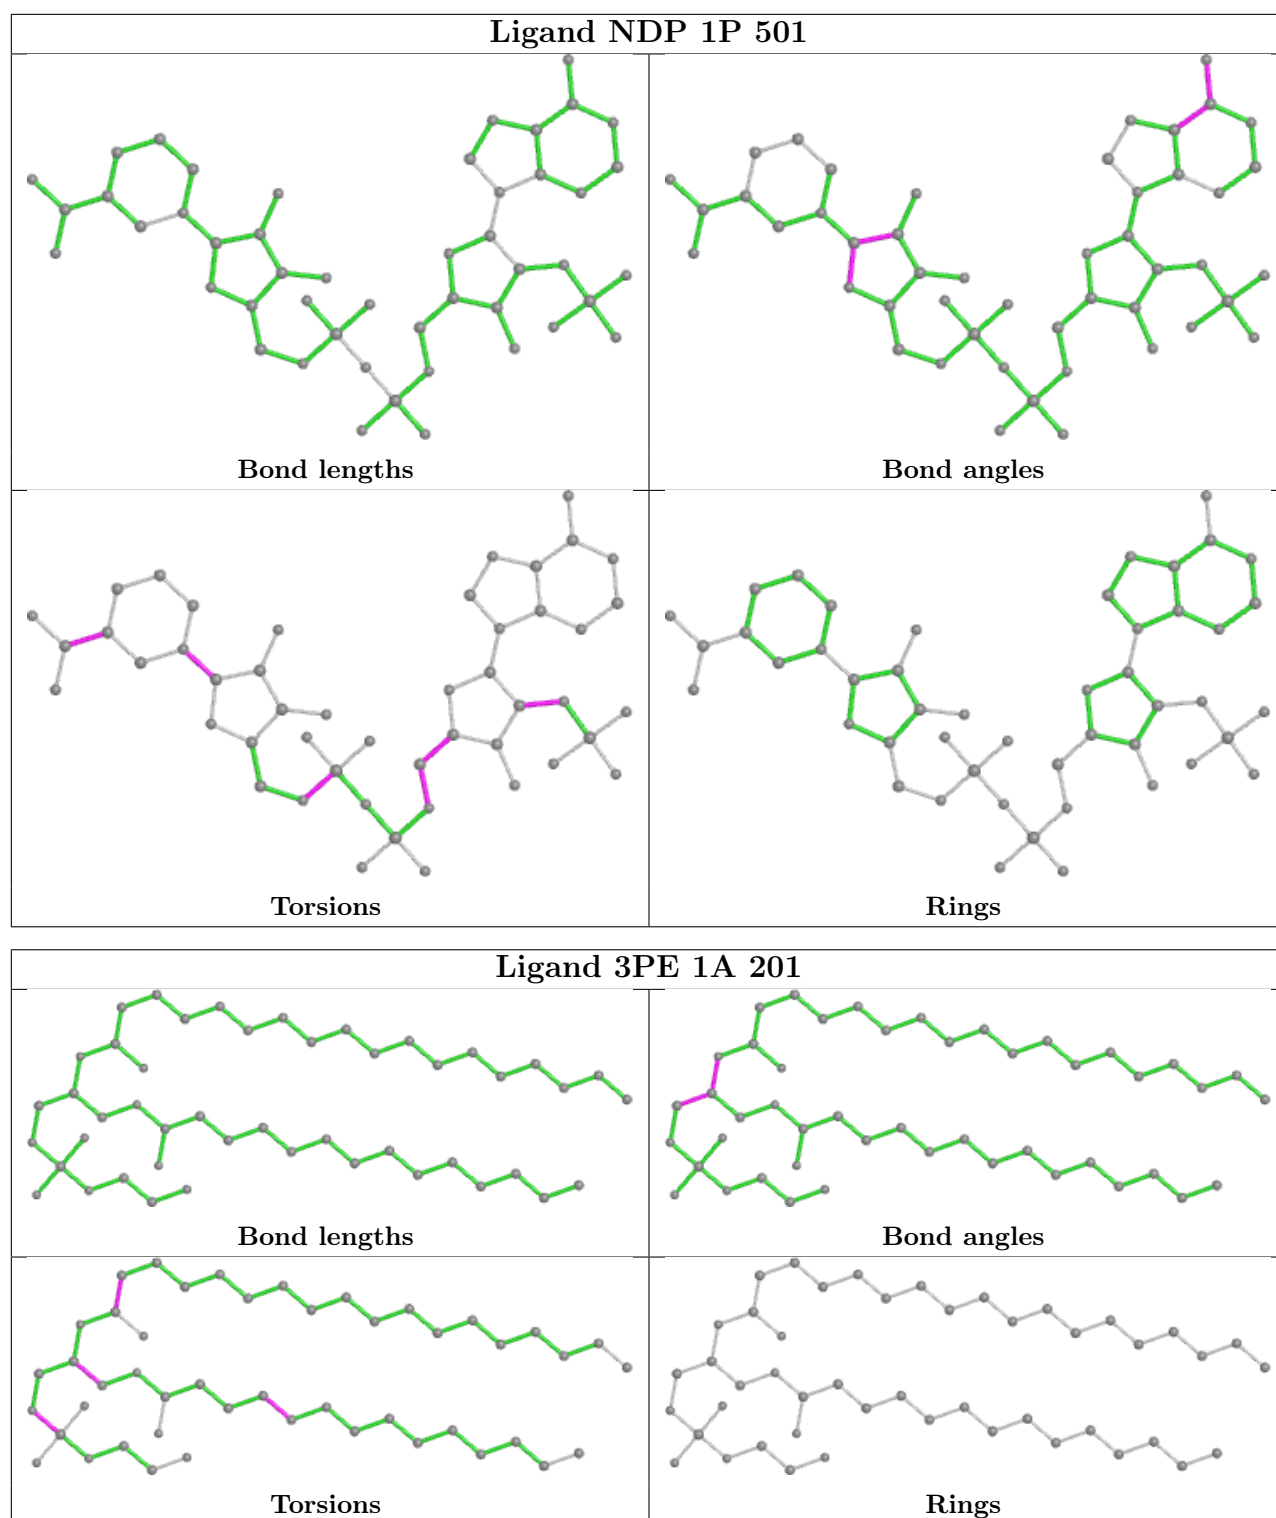 Ligand NDP 1P 501
Bond lengths
Bond angles
Torsions
Rings
Ligand 3PE 1A 201
Bond lengths
Bond angles
Torsions
Rings